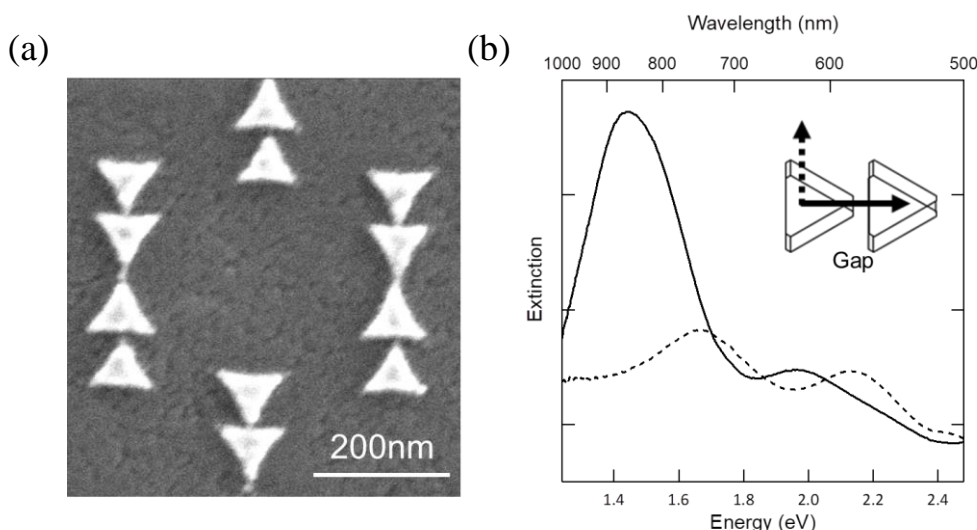 (a)
200nm
(b)
Wavelength (nm)
1000 900 800 700 600 500
Extinction
Gap
1.4 1.6 1.8 2.0 2.2 2.4
Energy (eV)